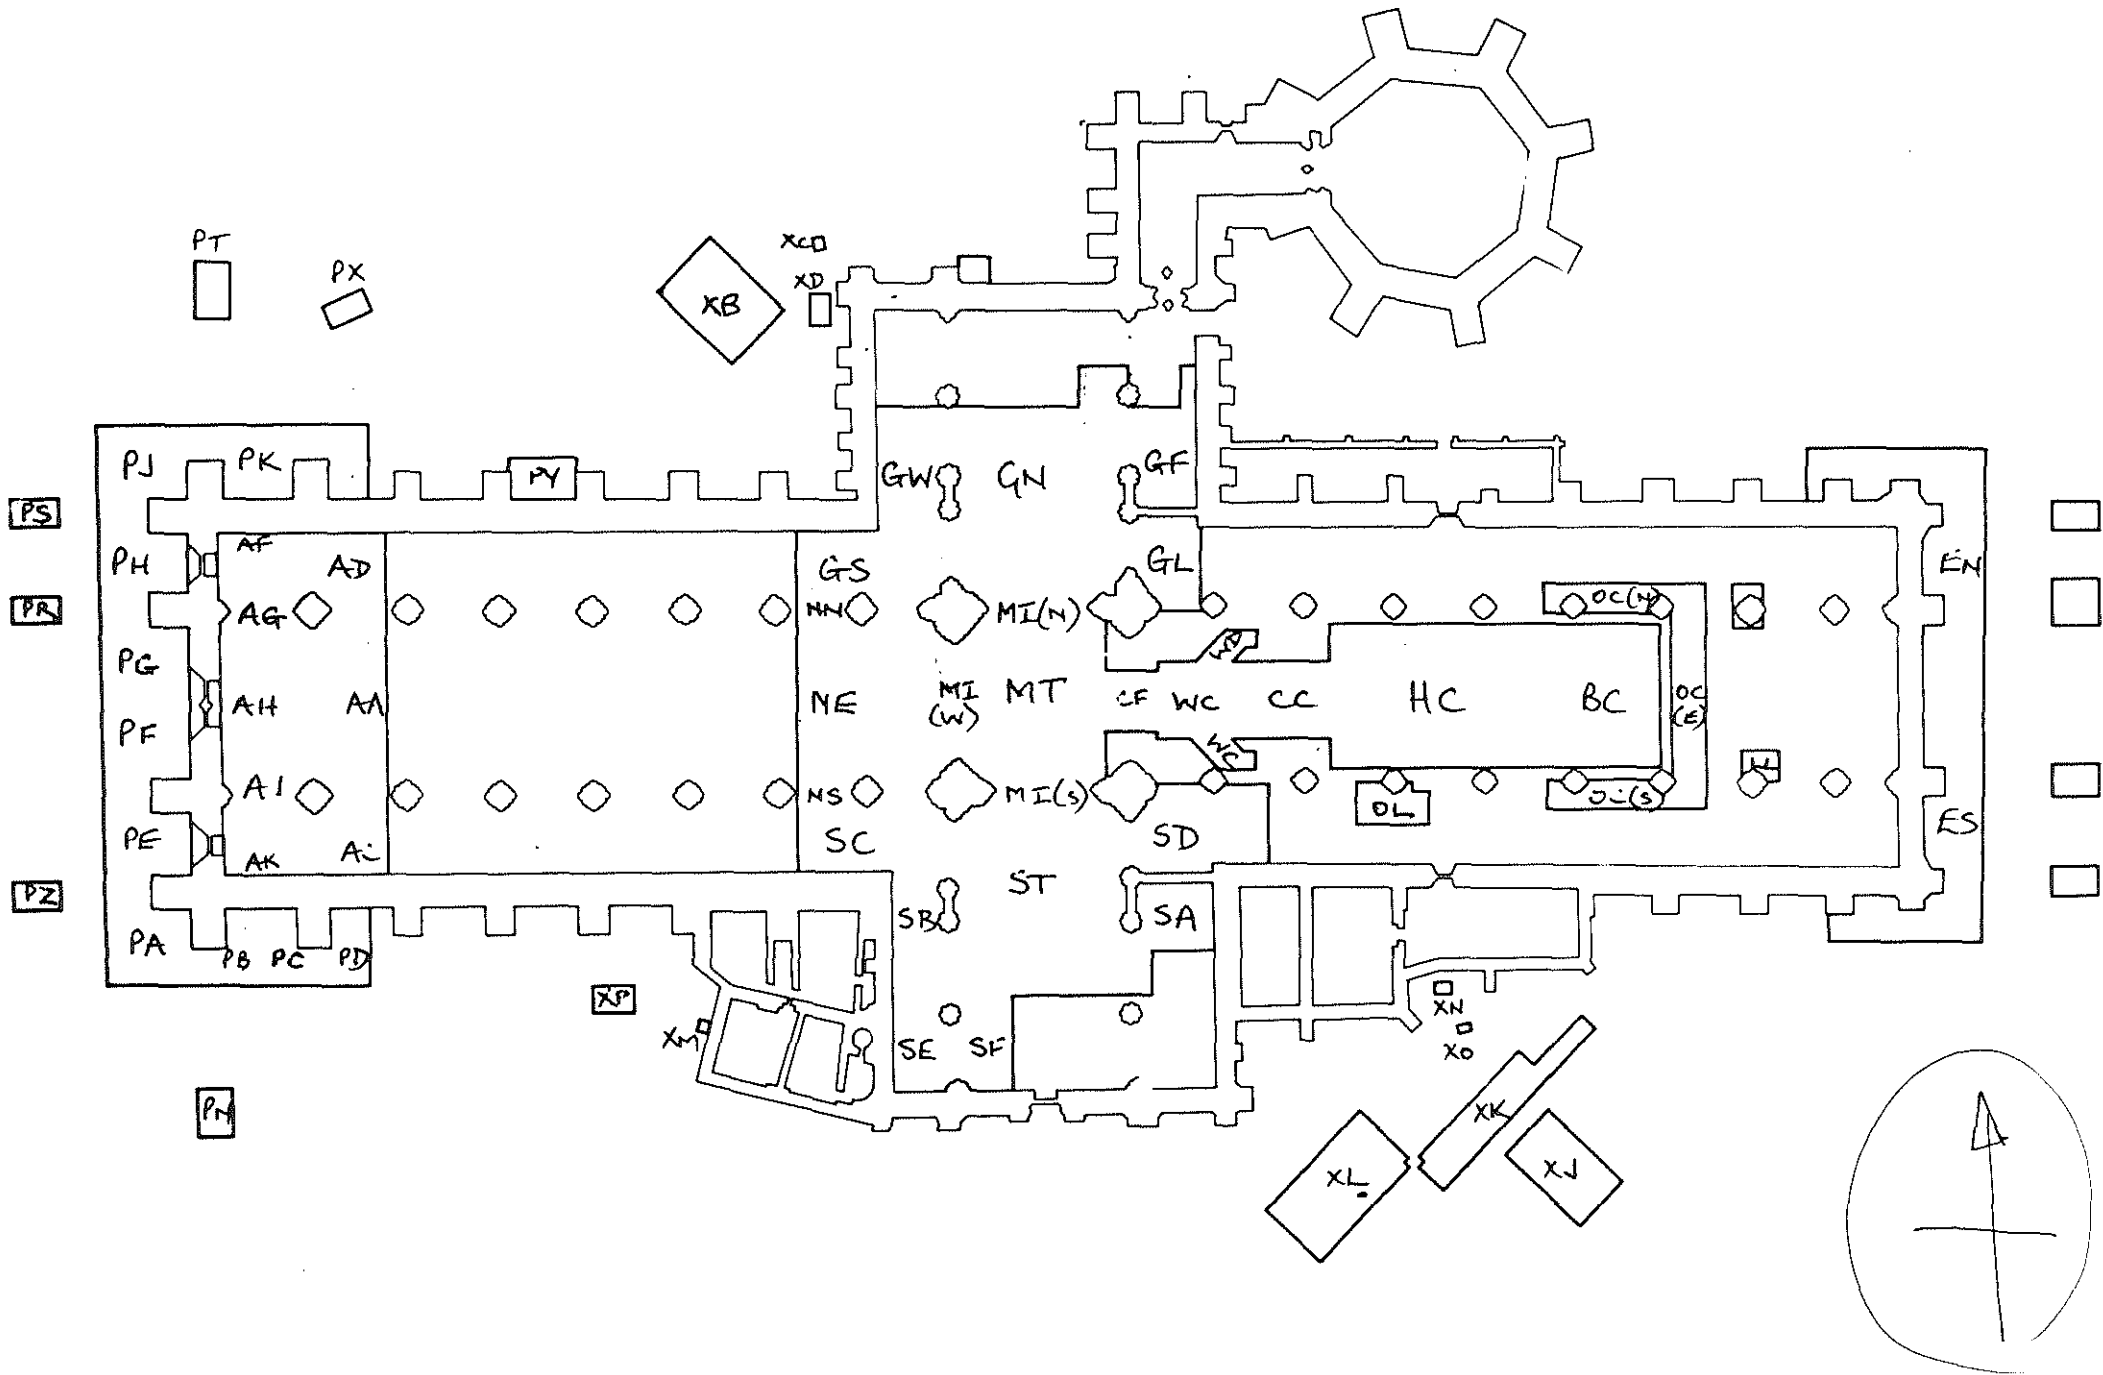 PT
PX
XC
XD
XB
PJ
PK
PY
GW
GN
GF
PS
PH
AF
AD
GS
GL
EN
PR
AG
NN
MI(N)
OC(N)
PG
AH
AA
NE
MI
(W)
MT
CF
WC
CC
HC
BC
OC
(E)
PF
WC
AI
NS
MI(S)
OL
PE
AK
SC
SD
ES
PZ
ST
SB
SA
PA
PB
PC
PD
XP
XM
SE
SF
XN
XO
PN
XK
XL
XJ